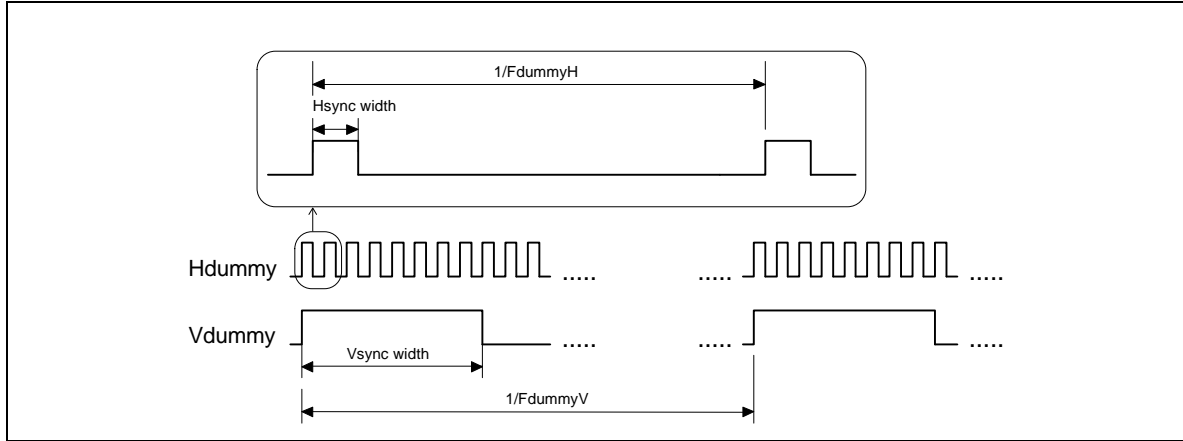 1/FdummyH
Hsync width
Hdummy ..... ..... .....
Vdummy ..... ..... .....
Vsync width
1/FdummyV